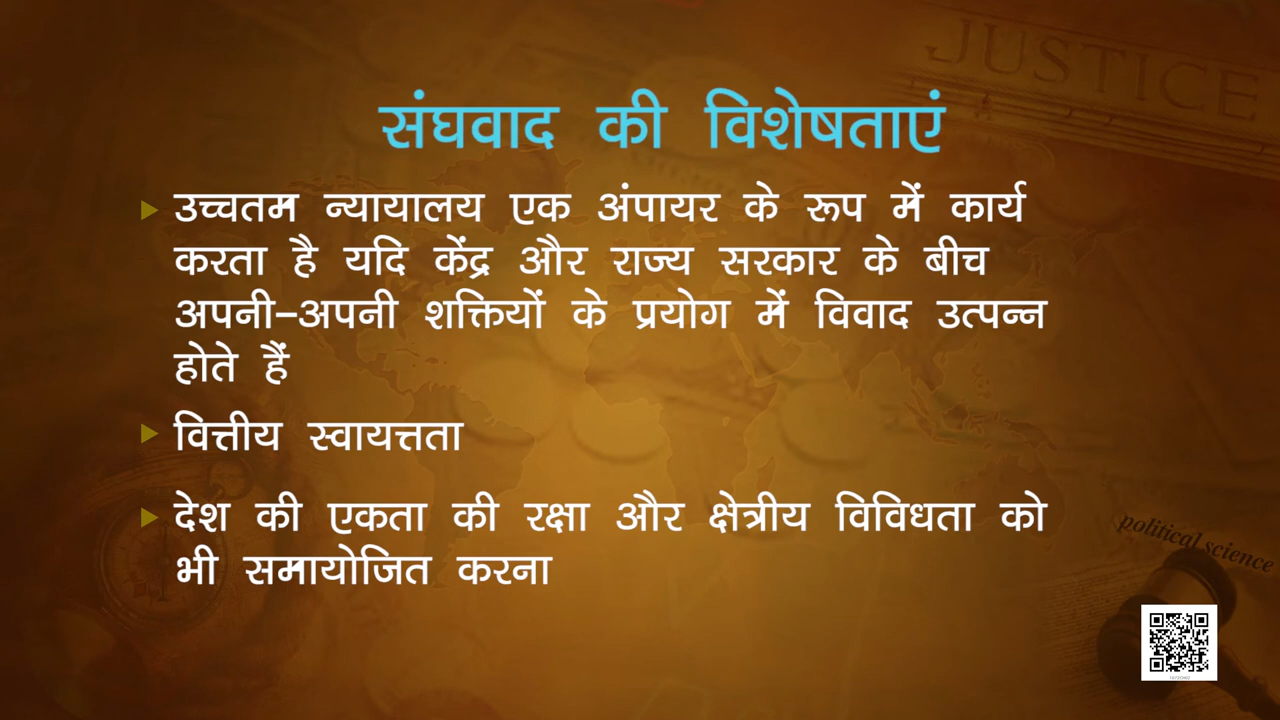 JUSTICE
संघवाद की विशेषताएं
उच्चतम न्यायालय एक अंपायर के रूप में कार्य
करता है यदि केंद्र और राज्य सरकार के बीच
अपनी–अपनी शक्तियों के प्रयोग में विवाद उत्पन्न
होते हैं
वित्तीय स्वायत्तता
देश की एकता की रक्षा और क्षेत्रीय विविधता को
भी समायोजित करना
political science